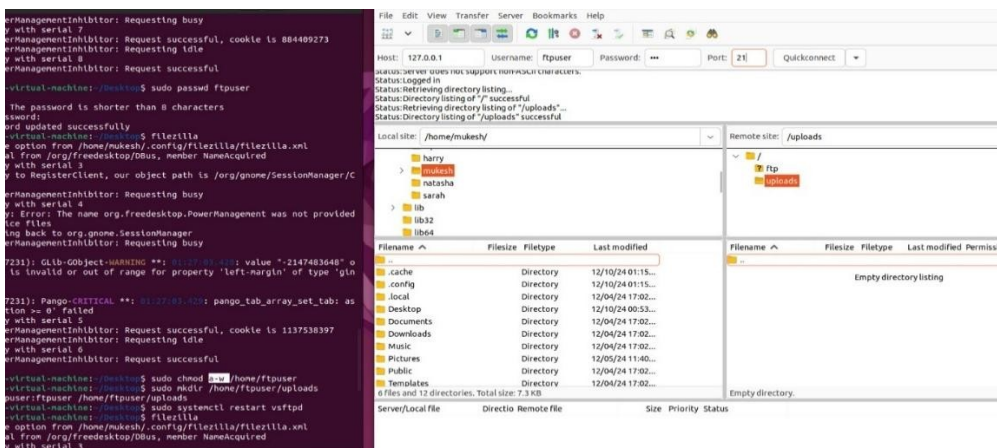 erManagementInhibitor: Requesting busy
y with serial 7
erManagementInhibitor: Request successful, cookie is 884409273
erManagementInhibitor: Requesting idle
y with serial 8
erManagementInhibitor: Request successful
-virtual-machine:~/Desktop$ sudo passwd ftpuser
The password is shorter than 8 characters
ssword:
ord updated successfully
-virtual-machine:~/Desktop$ filezilla
e option from /home/mukesh/.config/filezilla/filezilla.xml
al from /org/freedesktop/DBus, member NameAcquired
y with serial 3
y to RegisterClient, our object path is /org/gnome/SessionManager/C
erManagementInhibitor: Requesting busy
y with serial 4
y: Error: The name org.freedesktop.PowerManagement was not provided
ice files
ing back to org.gnome.SessionManager
erManagementInhibitor: Requesting busy
7231): GLib-GObject-WARNING **: 01:27:03.428: value "-2147483648" o
is invalid or out of range for property 'left-margin' of type 'gin
7231): Pango-CRITICAL **: 01:27:03.428: pango_tab_array_set_tab: as
tion >= 0' failed
y with serial 5
erManagementInhibitor: Request successful, cookie is 1137538397
erManagementInhibitor: Requesting idle
y with serial 6
erManagementInhibitor: Request successful
-virtual-machine:~/Desktop$ sudo chmod a-w /home/ftpuser
-virtual-machine:~/Desktop$ sudo mkdir /home/ftpuser/uploads
puser:ftpuser /home/ftpuser/uploads
-virtual-machine:~/Desktop$ sudo systemctl restart vsftpd
-virtual-machine:~/Desktop$ filezilla
e option from /home/mukesh/.config/filezilla/filezilla.xml
al from /org/freedesktop/DBus, member NameAcquired
y with serial 3
File Edit View Transfer Server Bookmarks Help
Host: 127.0.0.1 Username: ftpuser Password: ••• Port: 21 Quickconnect
Status:Server does not support non-ASCII characters.
Status:Logged in
Status:Retrieving directory listing...
Status:Directory listing of "/" successful
Status:Retrieving directory listing of "/uploads"...
Status:Directory listing of "/uploads" successful
Local site: /home/mukesh/
harry
mukesh
natasha
sarah
lib
lib32
lib64
Remote site: /uploads
/
ftp
uploads
Filename Filesize Filetype Last modified
..
.cache Directory 12/10/24 01:15...
.config Directory 12/10/24 01:15...
.local Directory 12/04/24 17:02...
Desktop Directory 12/10/24 00:53...
Documents Directory 12/04/24 17:02...
Downloads Directory 12/04/24 17:02...
Music Directory 12/04/24 17:02...
Pictures Directory 12/05/24 11:40...
Public Directory 12/04/24 17:02...
Templates Directory 12/04/24 17:02...
6 files and 12 directories. Total size: 7.3 KB
Filename Filesize Filetype Last modified Permiss
..
Empty directory listing
Empty directory.
Server/Local file Directio Remote file Size Priority Status